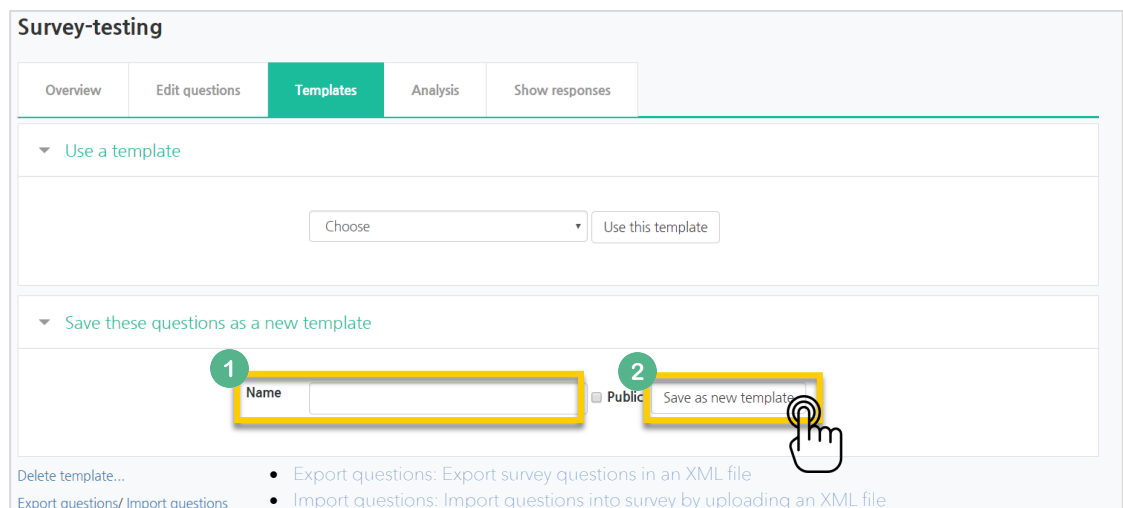 Survey-testing
Overview Edit questions Templates Analysis Show responses
Use a template
Choose Use this template
Save these questions as a new template
1 2
Name Public Save as new template
Delete template... • Export questions: Export survey questions in an XML file
Export questions/ Import questions • Import questions: Import questions into survey by uploading an XML file